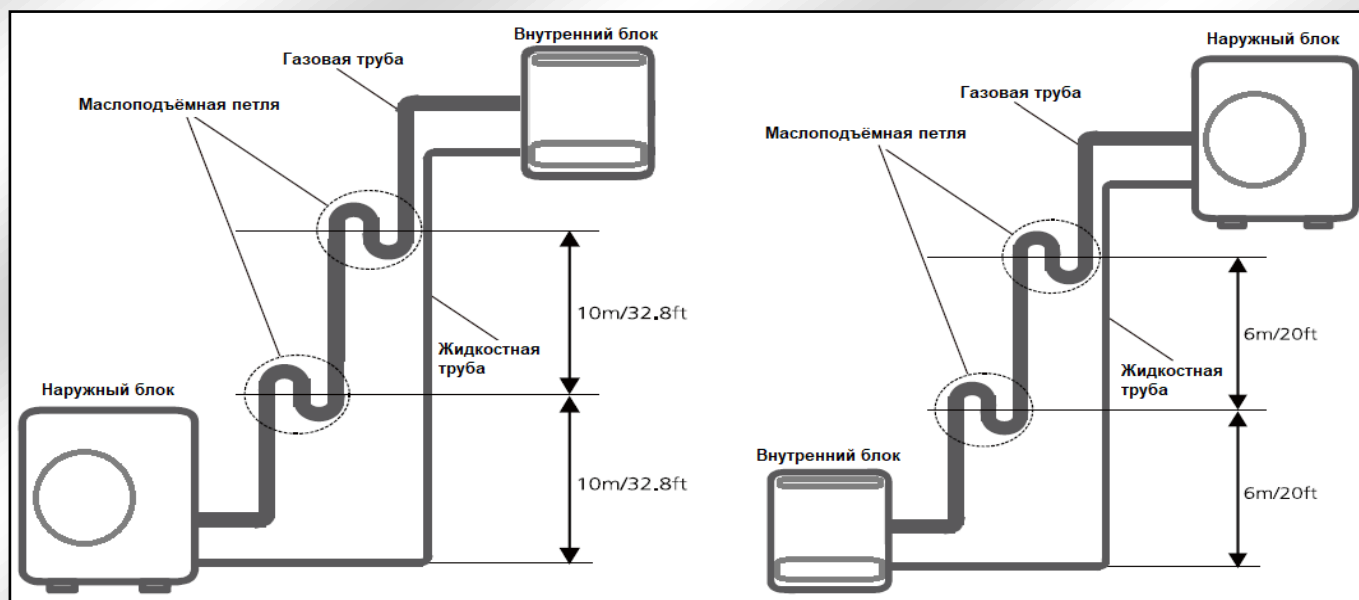 Внутренний блок
Газовая труба
Маслоподъёмная петля
10m/32.8ft
Жидкостная
труба
Наружный блок
10m/32.8ft
Наружный блок
Газовая труба
Маслоподъёмная петля
6m/20ft
Жидкостная
труба
Внутренний блок
6m/20ft